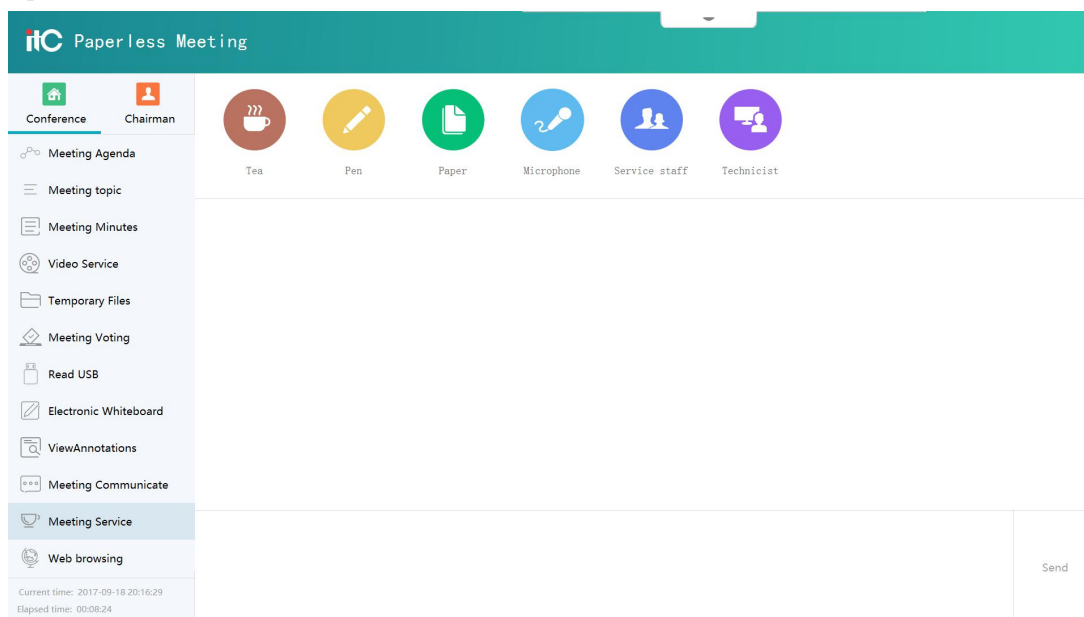 itC Paperless Meeting
Conference Chairman
Meeting Agenda
Meeting topic
Meeting Minutes
Video Service
Temporary Files
Meeting Voting
Read USB
Electronic Whiteboard
ViewAnnotations
Meeting Communicate
Meeting Service
Web browsing
Current time: 2017-09-18 20:16:29
Elapsed time: 00:08:24
Tea Pen Paper Microphone Service staff Technicist
Send